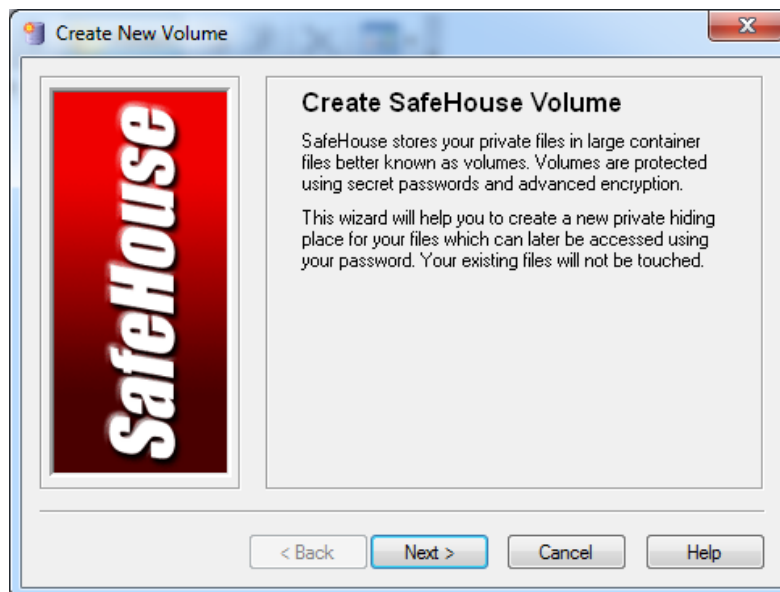 Create New Volume
SafeHouse
Create SafeHouse Volume
SafeHouse stores your private files in large container
files better known as volumes. Volumes are protected
using secret passwords and advanced encryption.
This wizard will help you to create a new private hiding
place for your files which can later be accessed using
your password. Your existing files will not be touched.
< Back Next > Cancel Help